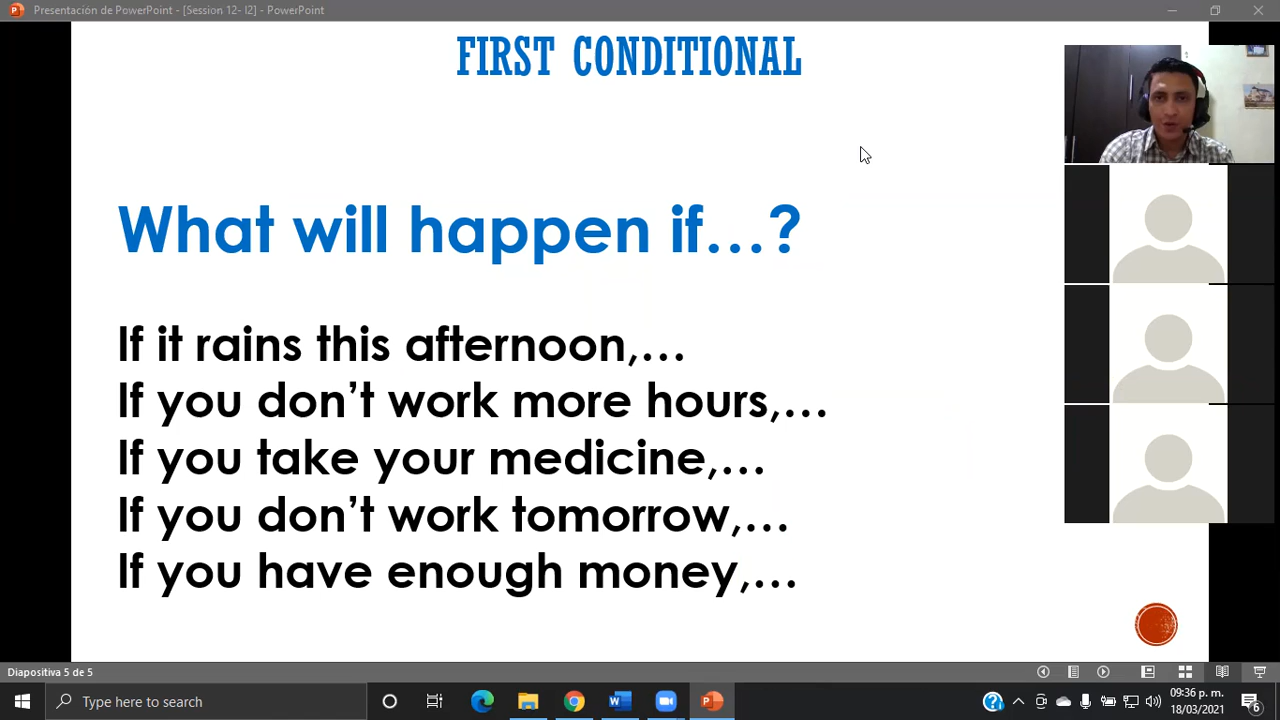 Presentación de PowerPoint - [Session 12- I2] - PowerPoint
FIRST CONDITIONAL
What will happen if…?
If it rains this afternoon,…
If you don’t work more hours,…
If you take your medicine,…
If you don’t work tomorrow,…
If you have enough money,…
Diapositiva 5 de 5
Type here to search
09:36 p. m.
18/03/2021
6